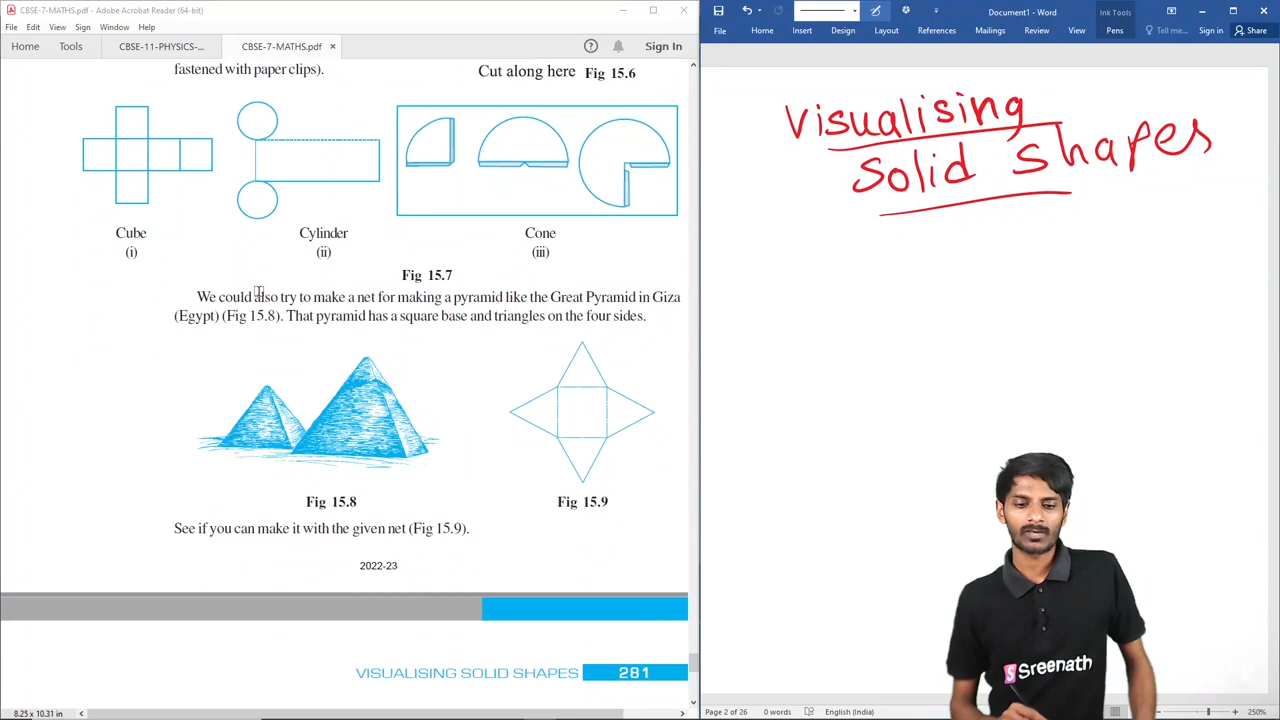 CBSE-7-MATHS.pdf - Adobe Acrobat Reader (64-bit)
File Edit View Sign Window Help
Home Tools CBSE-11-PHYSICS-... CBSE-7-MATHS.pdf × Sign In
fastened with paper clips).
Cut along here Fig 15.6
Cube Cylinder Cone
(i) (ii) (iii)
Fig 15.7
We could also try to make a net for making a pyramid like the Great Pyramid in Giza
(Egypt) (Fig 15.8). That pyramid has a square base and triangles on the four sides.
Fig 15.8 Fig 15.9
See if you can make it with the given net (Fig 15.9).
2022-23
VISUALISING SOLID SHAPES 281
8.25 x 10.31 in
Document1 - Word Ink Tools
File Home Insert Design Layout References Mailings Review View Pens Tell me... Sign in Share
Visualising
Solid Shapes
Sreenath
Page 2 of 26 0 words English (India) 250%